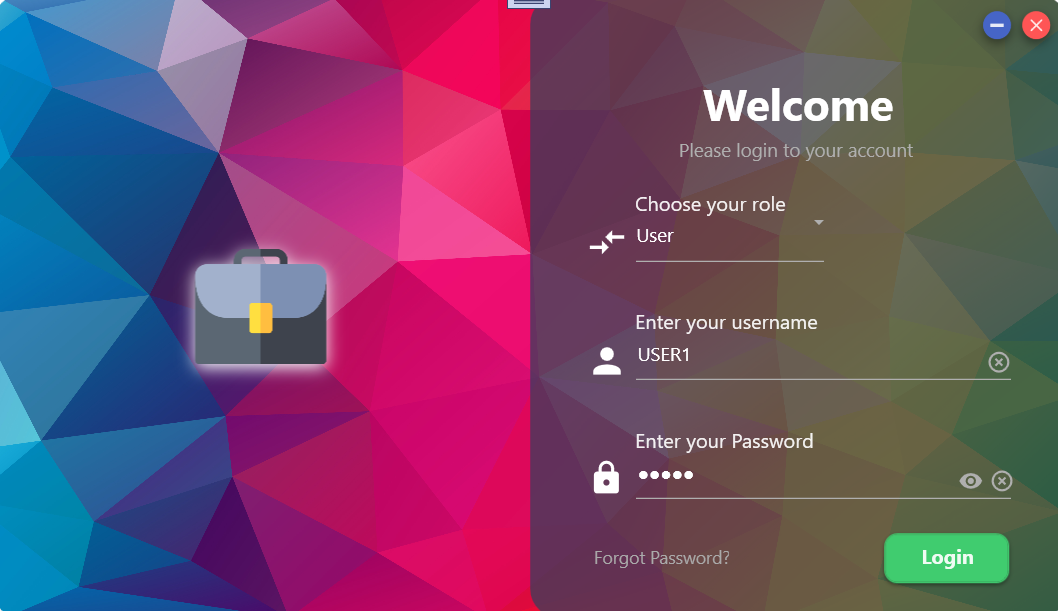 Welcome
Please login to your account
Choose your role
User
Enter your username
USER1
Enter your Password
●●●●●
Forgot Password?
Login